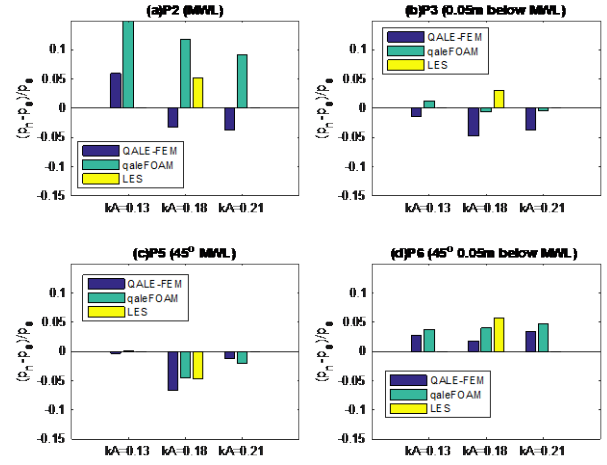 (a)P2 (MWL)
(p_n-p_e)/p_e
0.1
0.05
0
-0.05
-0.1
-0.15
QALE-FEM
qaleFOAM
LES
kA=0.13 kA=0.18 kA=0.21
(b)P3 (0.05m below MWL)
(p_n-p_e)/p_e
0.1
0.05
0
-0.05
-0.1
-0.15
QALE-FEM
qaleFOAM
LES
kA=0.13 kA=0.18 kA=0.21
(c)P5 (45° MWL)
(p_n-p_e)/p_e
0.1
0.05
0
-0.05
-0.1
-0.15
QALE-FEM
qaleFOAM
LES
kA=0.13 kA=0.18 kA=0.21
(d)P6 (45° 0.05m below MWL)
(p_n-p_e)/p_e
0.1
0.05
0
-0.05
-0.1
-0.15
QALE-FEM
qaleFOAM
LES
kA=0.13 kA=0.18 kA=0.21